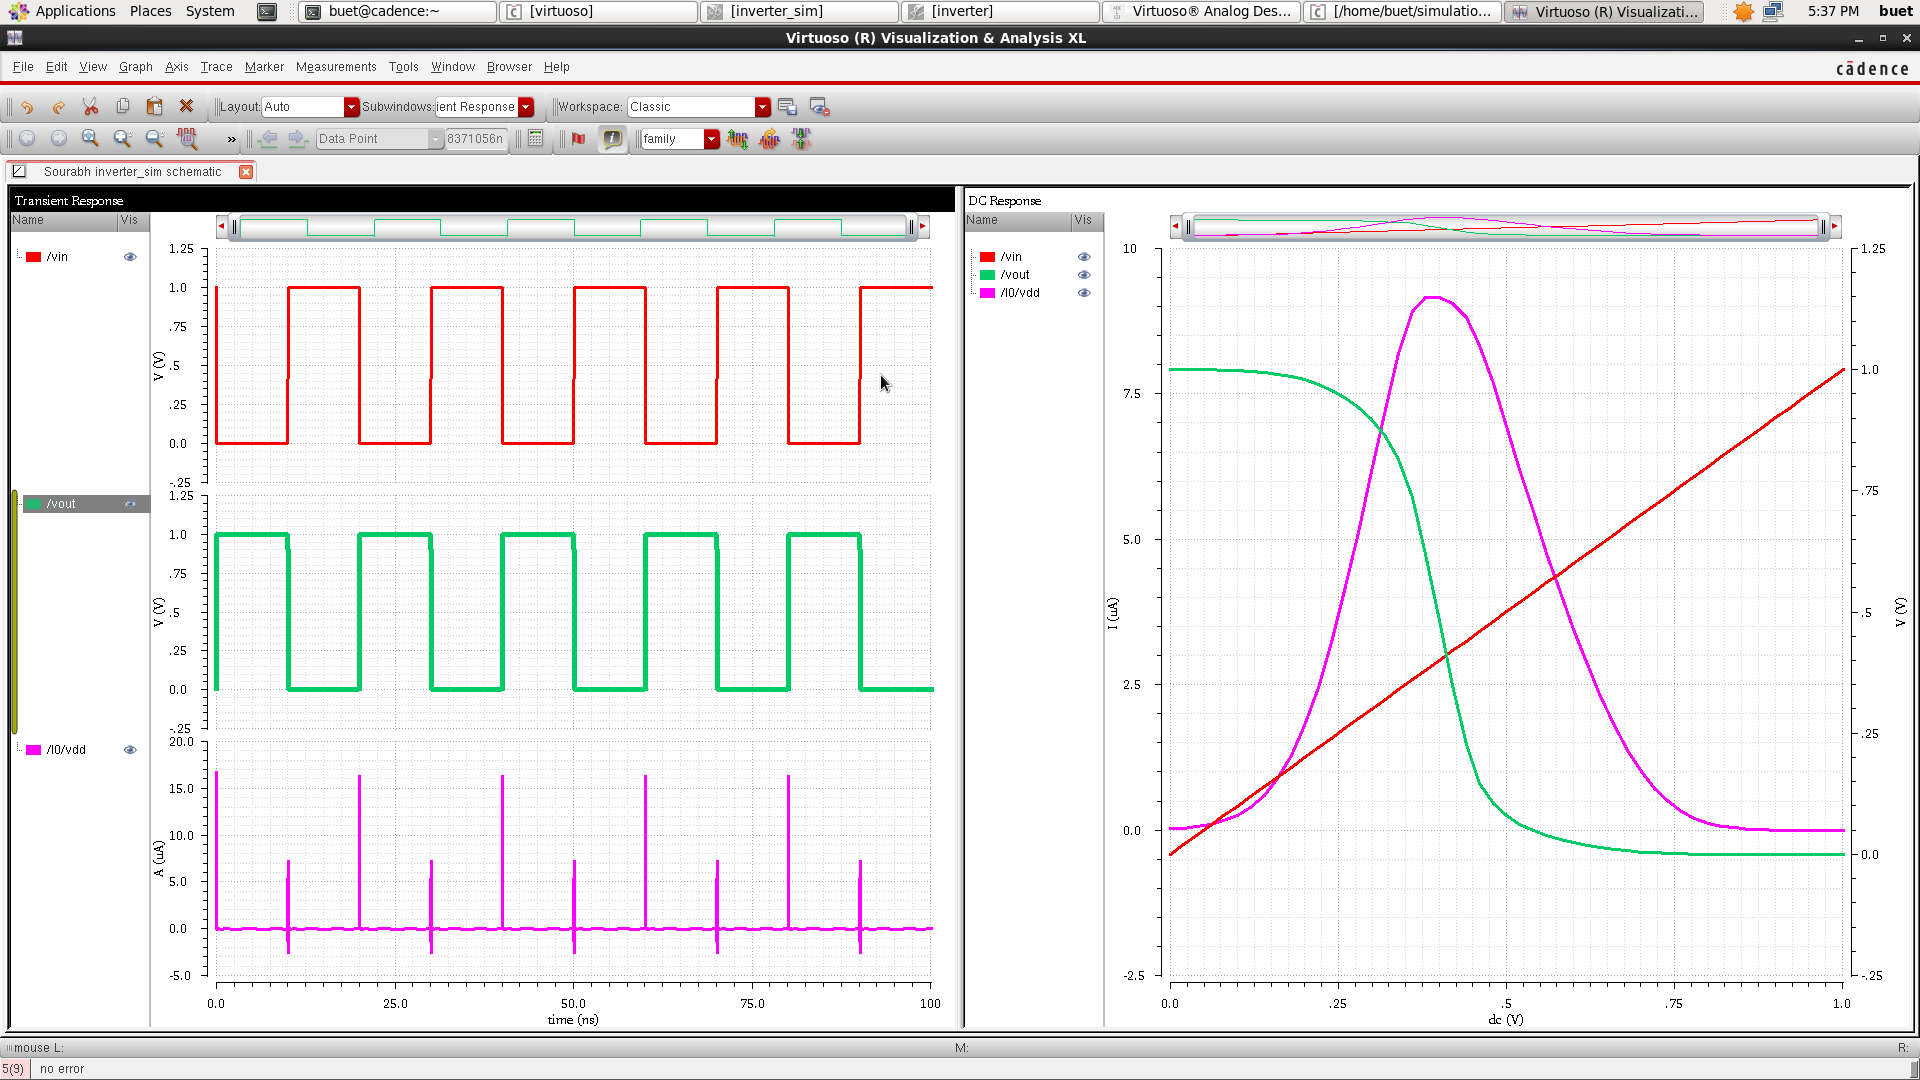 Applications Places System buet@cadence:~ [virtuoso] [inverter_sim] [inverter] Virtuoso® Analog Des... [/home/buet/simulatio... Virtuoso (R) Visualizati... 5:37 PM buet
Virtuoso (R) Visualization & Analysis XL
File Edit View Graph Axis Trace Marker Measurements Tools Window Browser Help cādence
Layout: Auto Subwindows: ient Response Workspace: Classic
» Data Point 8371056n family
Sourabh inverter_sim schematic
Transient Response
Name Vis
/vin
/vout
/I0/vdd
1.25
1.0
.75
.5
.25
0.0
-.25
V (V)
1.25
1.0
.75
.5
.25
0.0
-.25
V (V)
20.0
15.0
10.0
5.0
0.0
-5.0
A (uA)
0.0 25.0 50.0 75.0 100
time (ns)
DC Response
Name Vis
/vin
/vout
/I0/vdd
10
7.5
5.0
2.5
0.0
-2.5
I (uA)
1.25
1.0
.75
.5
.25
0.0
-.25
V (V)
0.0 .25 .5 .75 1.0
dc (V)
mouse L: M: R:
5(9) no error